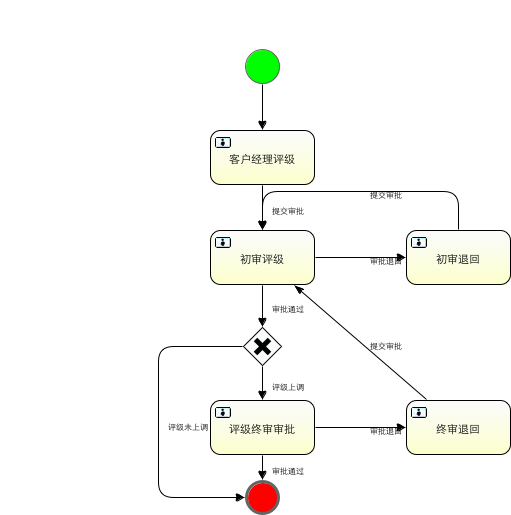 客户经理评级
提交审批
提交审批
初审评级
审批退回
初审退回
审批通过
提交审批
评级上调
评级未上调
评级终审审批
审批退回
终审退回
审批通过